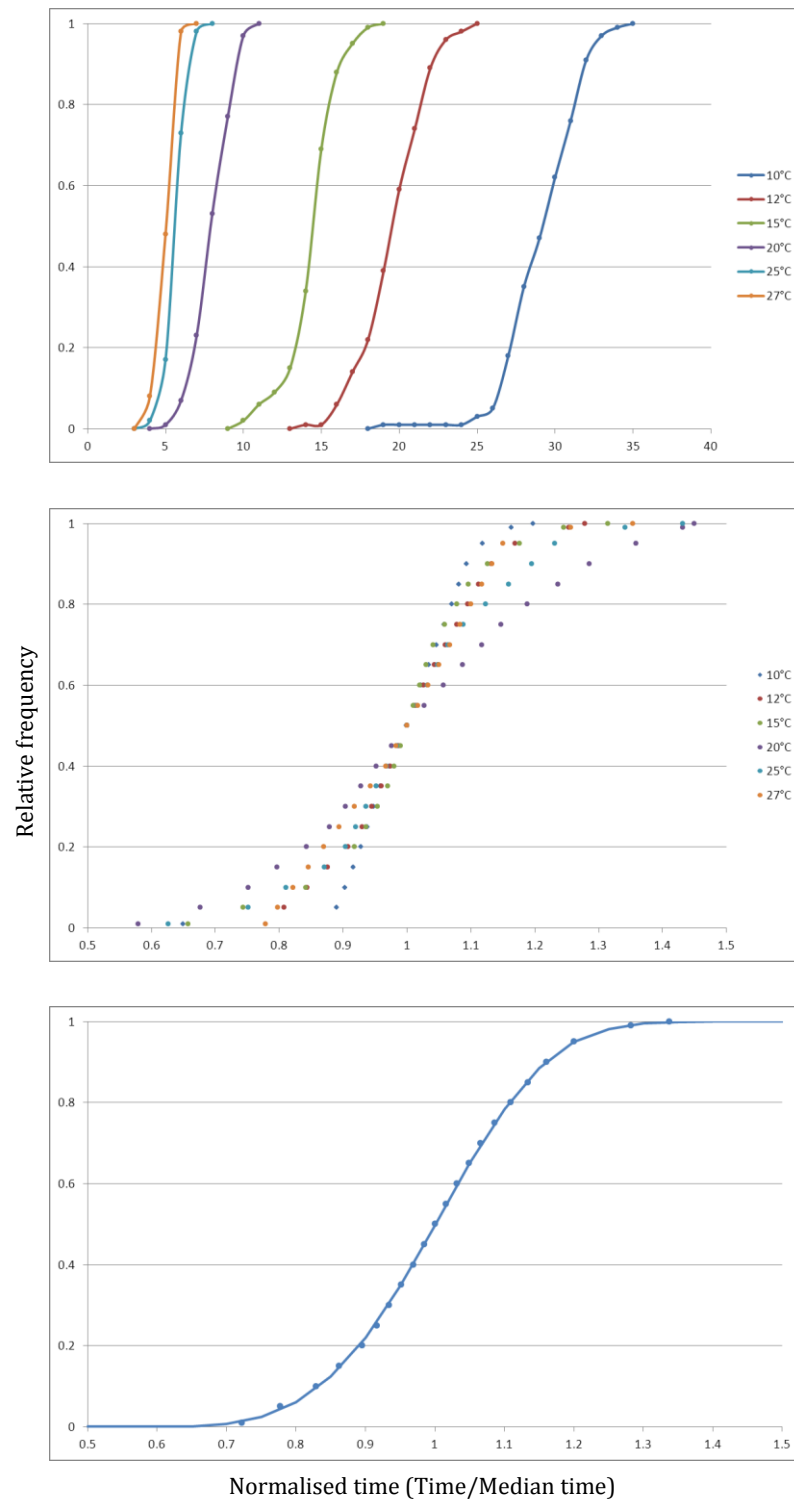 1
0.8
0.6
0.4
0.2
0
0 5 10 15 20 25 30 35 40
10°C
12°C
15°C
20°C
25°C
27°C
Relative frequency
1
0.8
0.6
0.4
0.2
0
0.5 0.6 0.7 0.8 0.9 1 1.1 1.2 1.3 1.4 1.5
10°C
12°C
15°C
20°C
25°C
27°C
1
0.8
0.6
0.4
0.2
0
0.5 0.6 0.7 0.8 0.9 1 1.1 1.2 1.3 1.4 1.5
Normalised time (Time/Median time)